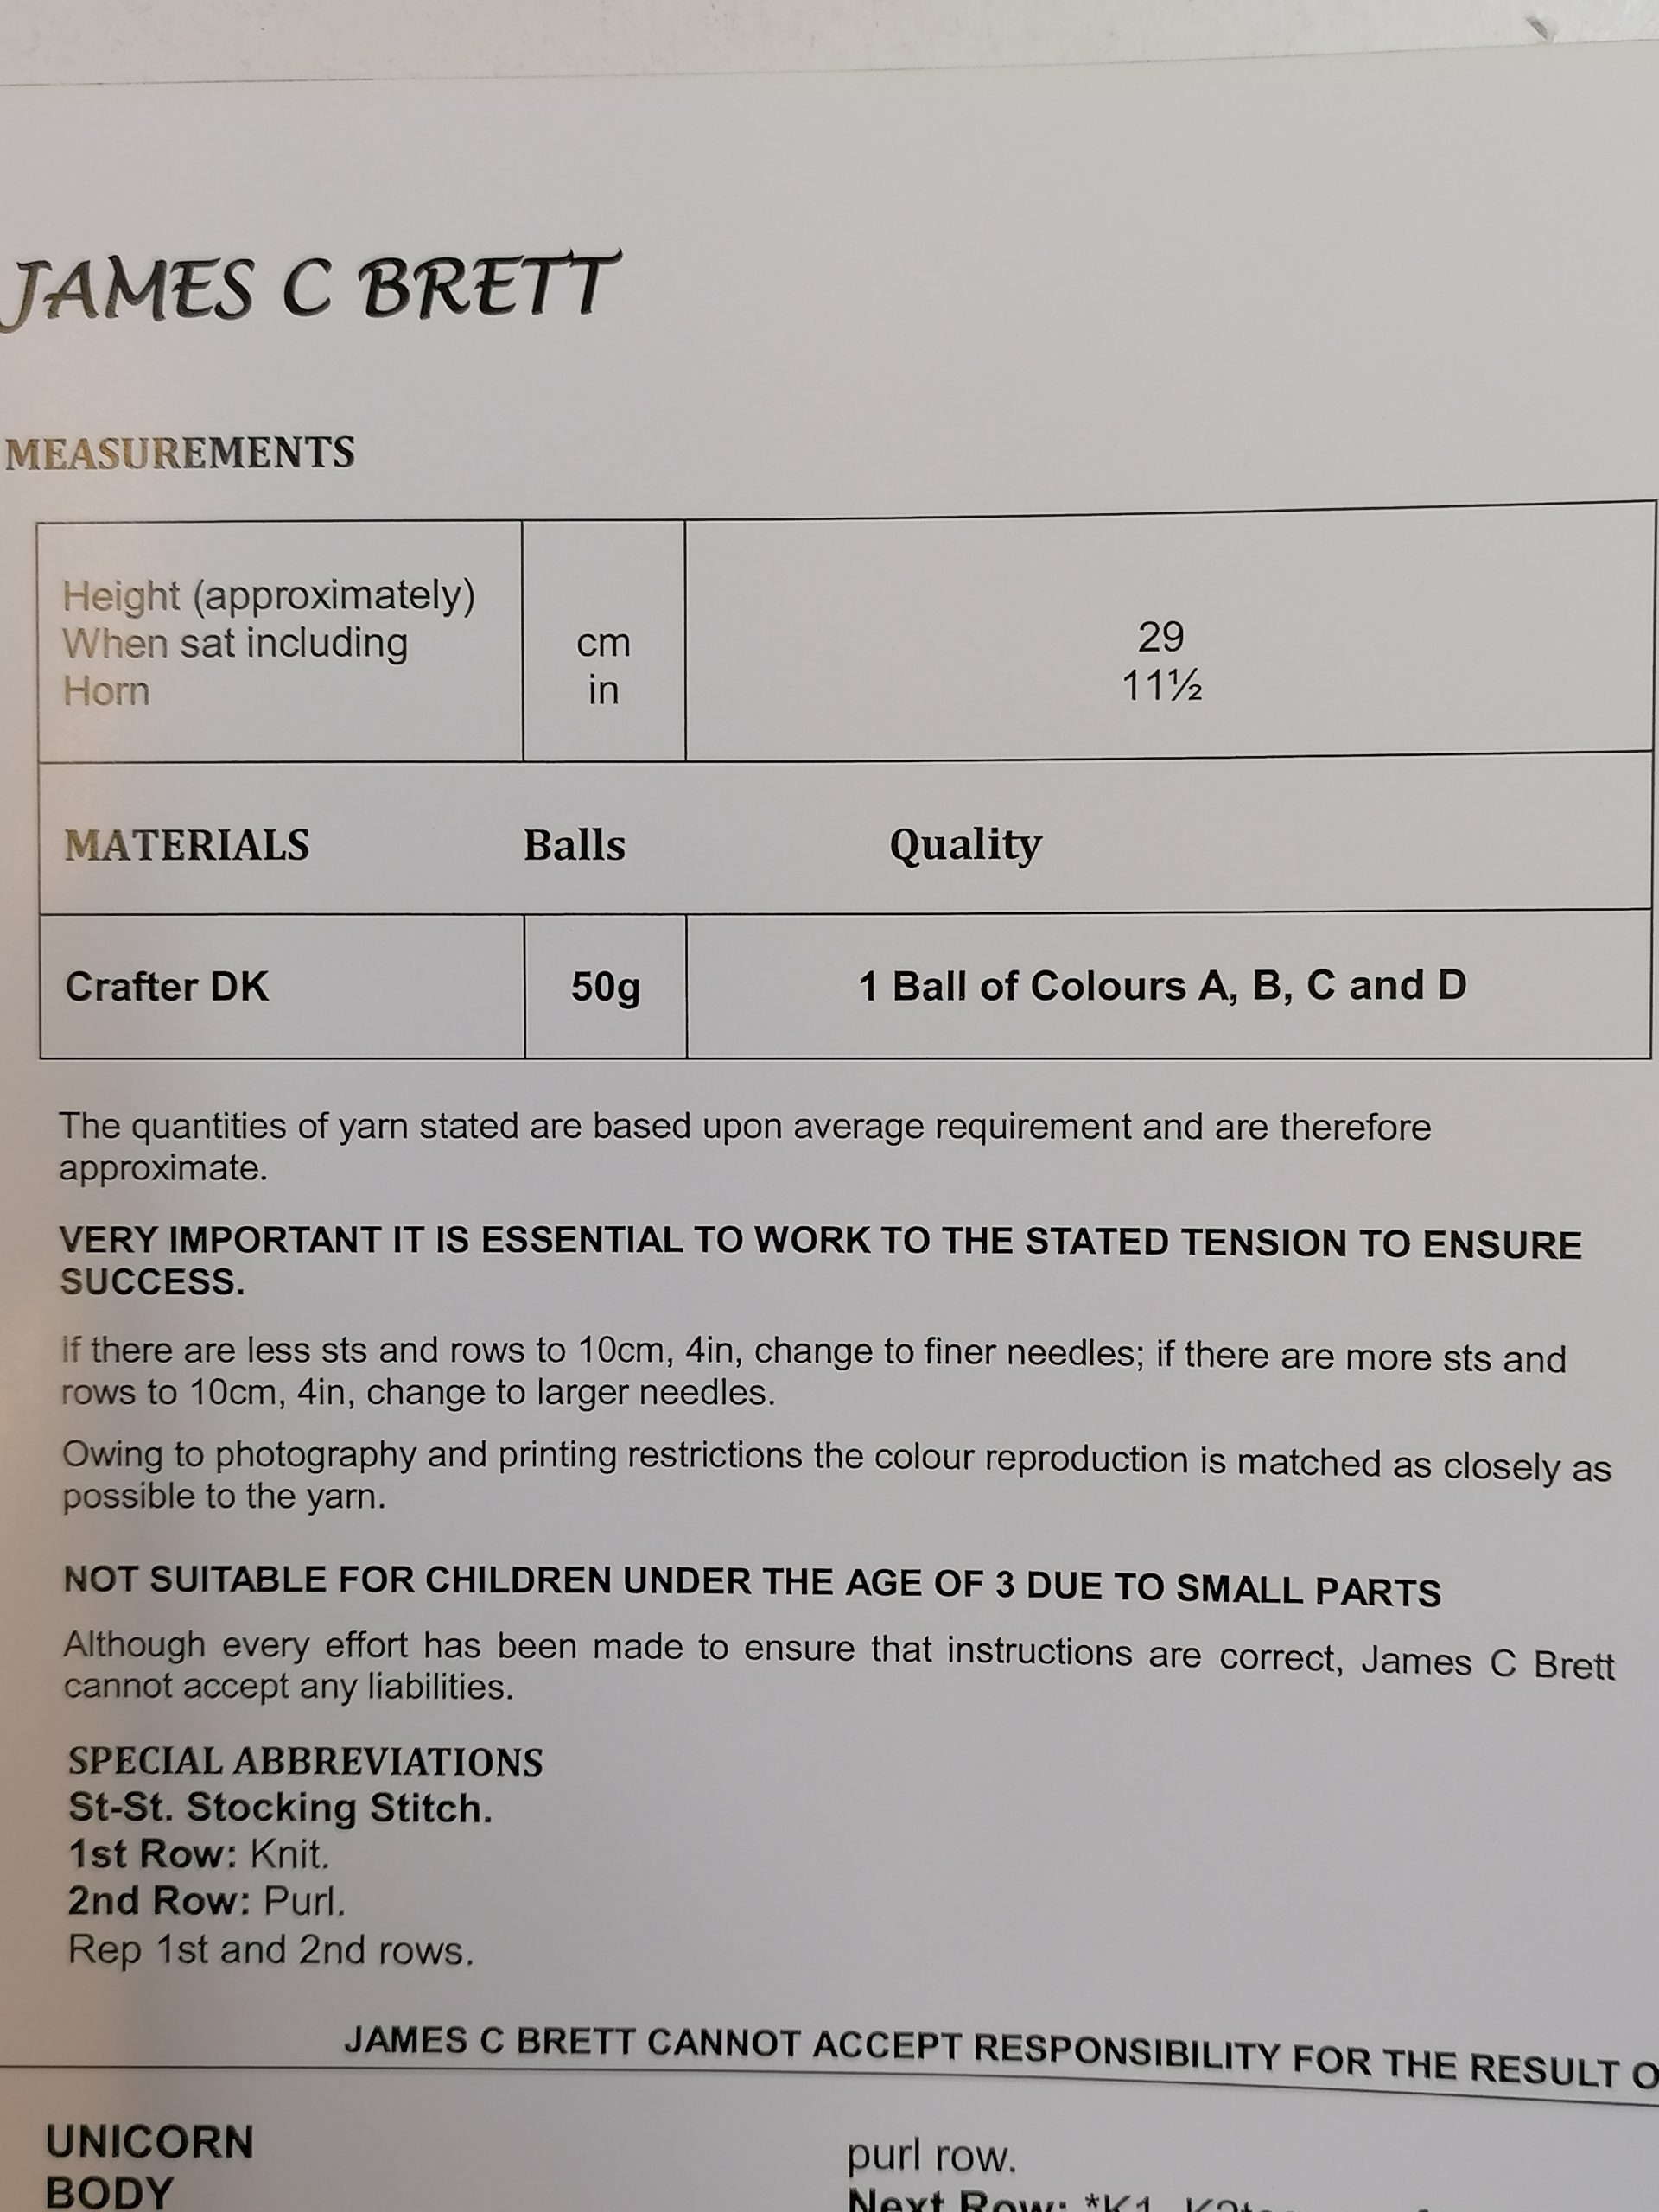 JAMES C BRETT
MEASUREMENTS
Height (approximately)
When sat including
Horn
cm
in
29
11½
MATERIALS Balls Quality
Crafter DK 50g 1 Ball of Colours A, B, C and D
The quantities of yarn stated are based upon average requirement and are therefore
approximate.
VERY IMPORTANT IT IS ESSENTIAL TO WORK TO THE STATED TENSION TO ENSURE
SUCCESS.
If there are less sts and rows to 10cm, 4in, change to finer needles; if there are more sts and
rows to 10cm, 4in, change to larger needles.
Owing to photography and printing restrictions the colour reproduction is matched as closely as
possible to the yarn.
NOT SUITABLE FOR CHILDREN UNDER THE AGE OF 3 DUE TO SMALL PARTS
Although every effort has been made to ensure that instructions are correct, James C Brett
cannot accept any liabilities.
SPECIAL ABBREVIATIONS
St-St. Stocking Stitch.
1st Row: Knit.
2nd Row: Purl.
Rep 1st and 2nd rows.
JAMES C BRETT CANNOT ACCEPT RESPONSIBILITY FOR THE RESULT O
UNICORN
BODY
purl row.
Next Row: *K1,